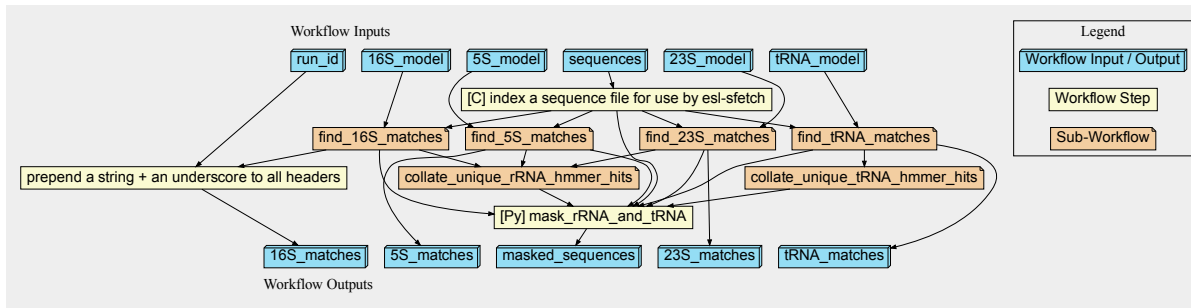 Workflow Inputs
Legend
run_id
16S_model
5S_model
sequences
23S_model
tRNA_model
Workflow Input / Output
[C] index a sequence file for use by esl-sfetch
Workflow Step
find_16S_matches
find_5S_matches
find_23S_matches
find_tRNA_matches
Sub-Workflow
prepend a string + an underscore to all headers
collate_unique_rRNA_hmmer_hits
collate_unique_tRNA_hmmer_hits
[Py] mask_rRNA_and_tRNA
16S_matches
5S_matches
masked_sequences
23S_matches
tRNA_matches
Workflow Outputs